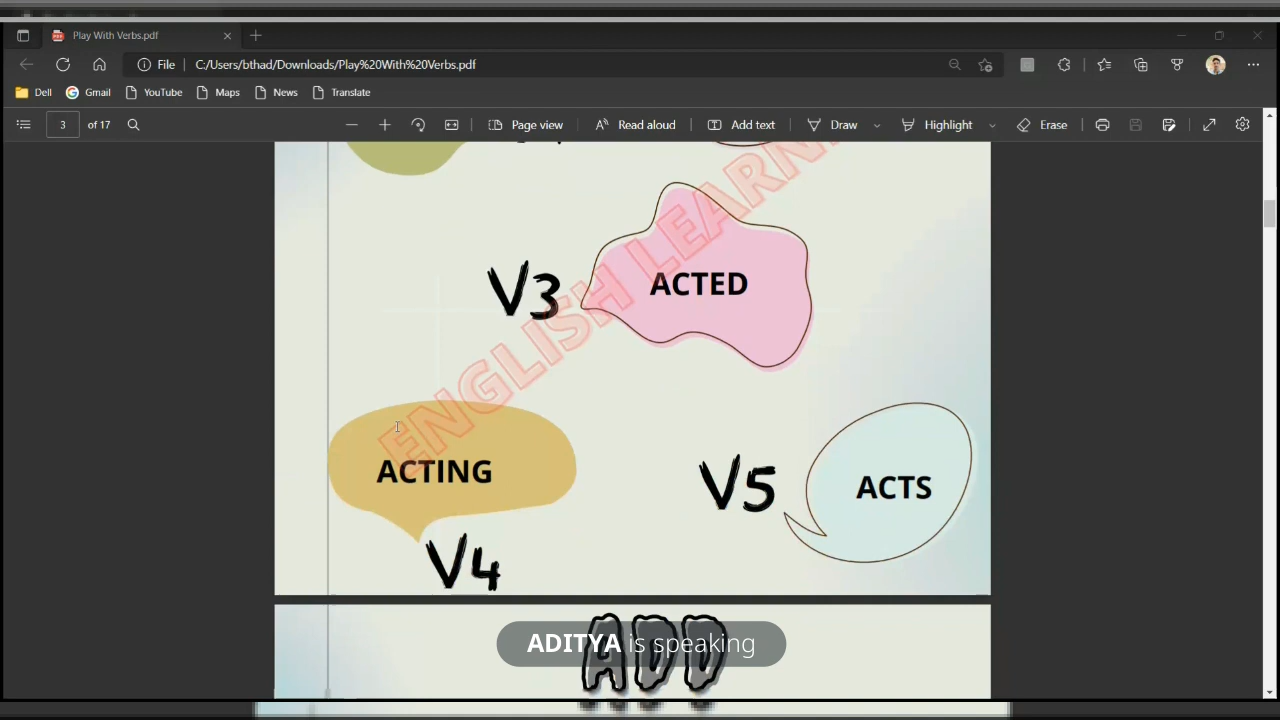 Play With Verbs.pdf
File C:/Users/bthad/Downloads/Play%20With%20Verbs.pdf
Dell Gmail YouTube Maps News Translate
3 of 17 Page view Read aloud Add text Draw Highlight Erase
ENGLISH LEARNI
V3 ACTED
ACTING
V5 ACTS
V4
ADD
ADITYA is speaking